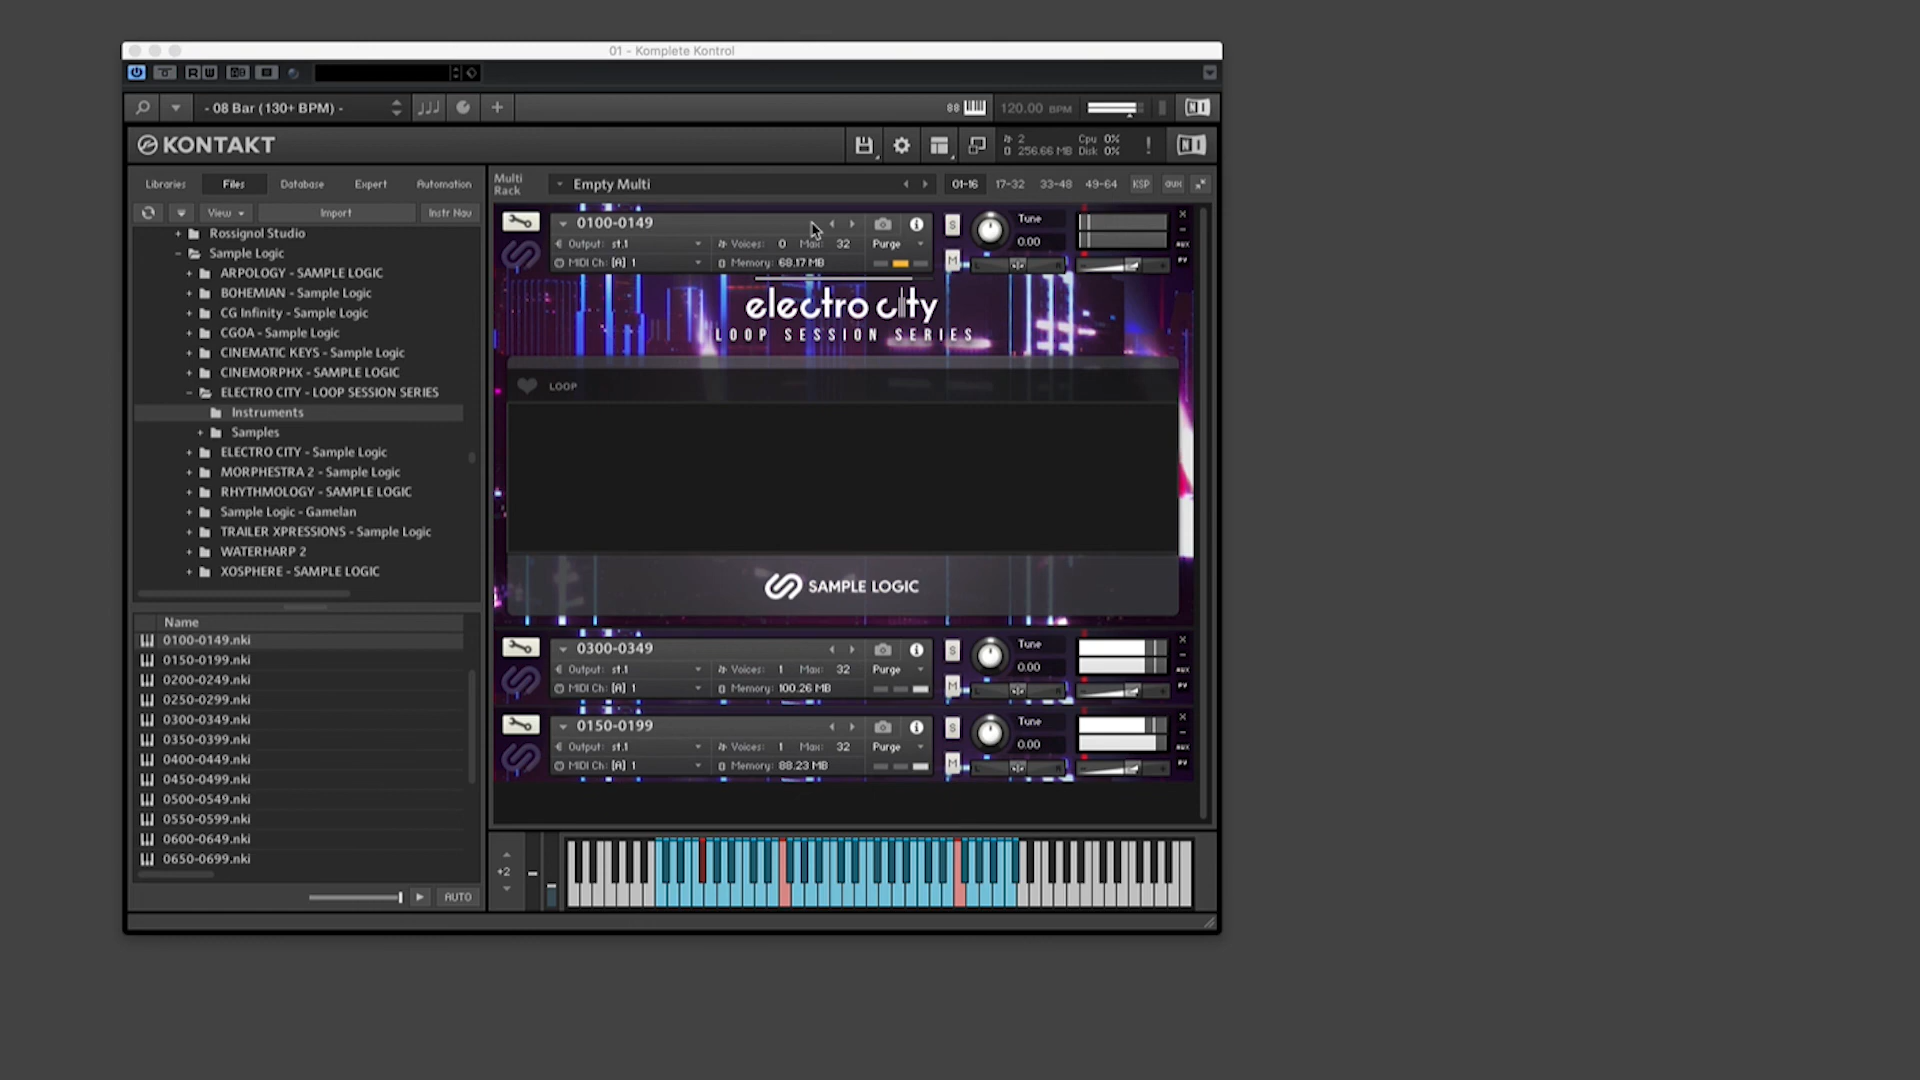 01 - Komplete Kontrol
R W
- 08 Bar (130+ BPM) -
88
120.00 BPM
KONTAKT
2
256.66 MB
Cpu 0%
Disk 0%
!
Libraries
Files
Database
Expert
Automation
View
Import
Instr Nav
Rossignol Studio
Sample Logic
ARPOLOGY - SAMPLE LOGIC
BOHEMIAN - Sample Logic
CG Infinity - Sample Logic
CGOA - Sample Logic
CINEMATIC KEYS - Sample Logic
CINEMORPHX - SAMPLE LOGIC
ELECTRO CITY - LOOP SESSION SERIES
Instruments
Samples
ELECTRO CITY - Sample Logic
MORPHESTRA 2 - Sample Logic
RHYTHMOLOGY - SAMPLE LOGIC
Sample Logic - Gamelan
TRAILER XPRESSIONS - Sample Logic
WATERHARP 2
XOSPHERE - SAMPLE LOGIC
Name
0100-0149.nki
0150-0199.nki
0200-0249.nki
0250-0299.nki
0300-0349.nki
0350-0399.nki
0400-0449.nki
0450-0499.nki
0500-0549.nki
0550-0599.nki
0600-0649.nki
0650-0699.nki
AUTO
Multi Rack
Empty Multi
01-16
17-32
33-48
49-64
KSP
aux
0100-0149
Output: st.1
Voices: 0 Max: 32
Purge
MIDI Ch: [A] 1
Memory: 68.17 MB
S
M
Tune
0.00
L R
AUX
PV
electro city
LOOP SESSION SERIES
LOOP
SAMPLE LOGIC
0300-0349
Output: st.1
Voices: 1 Max: 32
Purge
MIDI Ch: [A] 1
Memory: 100.26 MB
S
M
Tune
0.00
L R
AUX
PV
0150-0199
Output: st.1
Voices: 1 Max: 32
Purge
MIDI Ch: [A] 1
Memory: 88.23 MB
S
M
Tune
0.00
L R
AUX
PV
+2